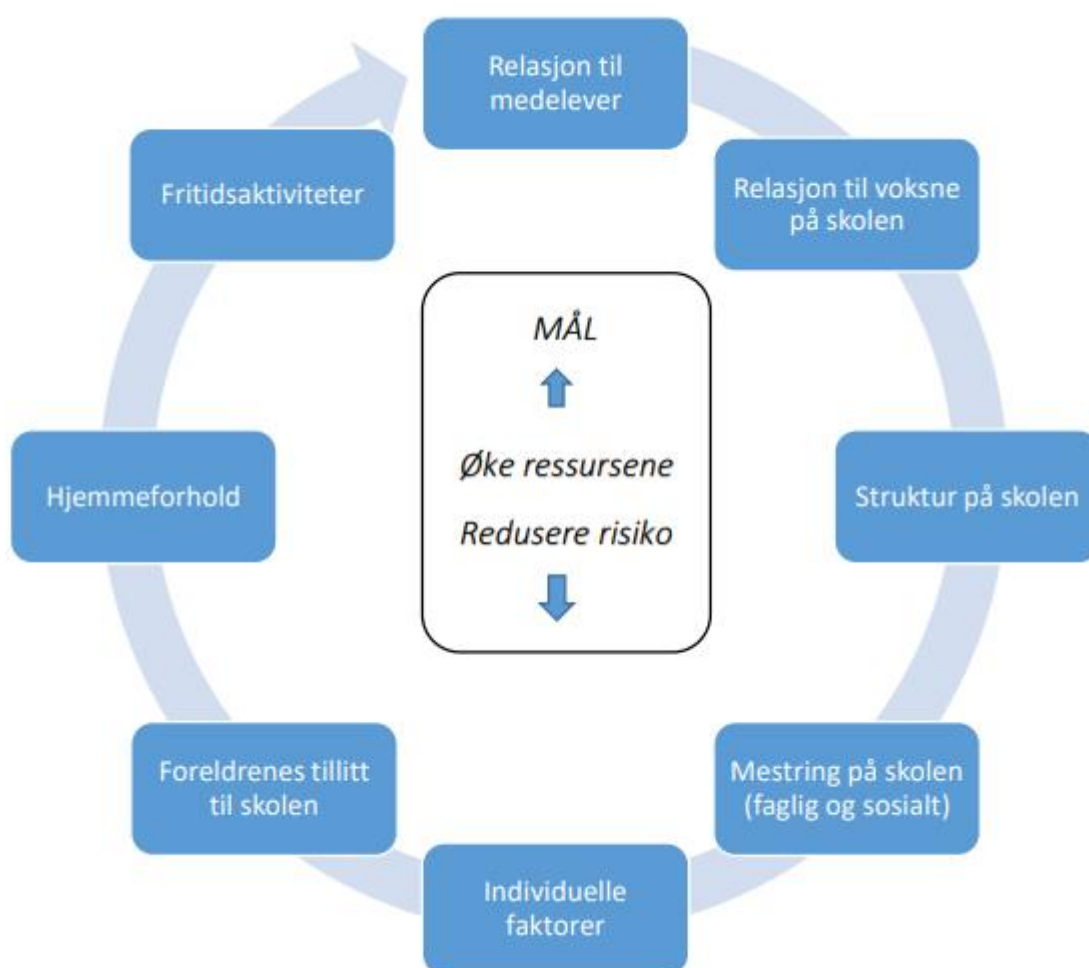 Relasjon til
medelever
Relasjon til voksne
på skolen
Struktur på skolen
Mestring på skolen
(faglig og sosialt)
Individuelle
faktorer
Foreldrenes tillitt
til skolen
Hjemmeforhold
Fritidsaktiviteter
MÅL
Øke ressursene
Redusere risiko